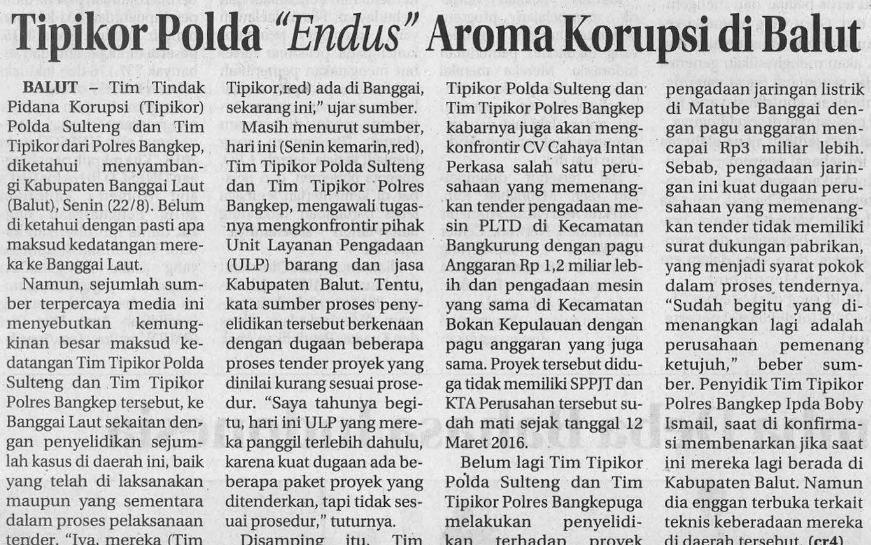 Tipikor Polda “Endus” Aroma Korupsi di Balut
BALUT – Tim Tindak
Pidana Korupsi (Tipikor)
Polda Sulteng dan Tim
Tipikor dari Polres Bangkep,
diketahui menyamban-
gi Kabupaten Banggai Laut
(Balut), Senin (22/8). Belum
di ketahui dengan pasti apa
maksud kedatangan mere-
ka ke Banggai Laut.
Namun, sejumlah sum-
ber terpercaya media ini
menyebutkan kemung-
kinan besar maksud ke-
datangan Tim Tipikor Polda
Sulteng dan Tim Tipikor
Polres Bangkep tersebut, ke
Banggai Laut sekaitan den-
gan penyelidikan sejum-
lah kasus di daerah ini, baik
yang telah di laksanakan
maupun yang sementara
dalam proses pelaksanaan
tender. “Iya, mereka (Tim
Tipikor,red) ada di Banggai,
sekarang ini,” ujar sumber.
Masih menurut sumber,
hari ini (Senin kemarin,red),
Tim Tipikor Polda Sulteng
dan Tim Tipikor Polres
Bangkep, mengawali tugas-
nya mengkonfrontir pihak
Unit Layanan Pengadaan
(ULP) barang dan jasa
Kabupaten Balut. Tentu,
kata sumber proses peny-
elidikan tersebut berkenaan
dengan dugaan beberapa
proses tender proyek yang
dinilai kurang sesuai prose-
dur. “Saya tahunya begi-
tu, hari ini ULP yang mere-
ka panggil terlebih dahulu,
karena kuat dugaan ada be-
berapa paket proyek yang
ditenderkan, tapi tidak ses-
uai prosedur,” tuturnya.
Disamping itu, Tim
Tipikor Polda Sulteng dan
Tim Tipikor Polres Bangkep
kabarnya juga akan meng-
konfrontir CV Cahaya Intan
Perkasa salah satu peru-
sahaan yang memenang-
kan tender pengadaan me-
sin PLTD di Kecamatan
Bangkurung dengan pagu
Anggaran Rp 1,2 miliar leb-
ih dan pengadaan mesin
yang sama di Kecamatan
Bokan Kepulauan dengan
pagu anggaran yang juga
sama. Proyek tersebut didu-
ga tidak memiliki SPPJT dan
KTA Perusahan tersebut su-
dah mati sejak tanggal 12
Maret 2016.
Belum lagi Tim Tipikor
Polda Sulteng dan Tim
Tipikor Polres Bangkepuga
melakukan penyelidi-
kan terhadap proyek
pengadaan jaringan listrik
di Matube Banggai den-
gan pagu anggaran men-
capai Rp3 miliar lebih.
Sebab, pengadaan jarin-
gan ini kuat dugaan peru-
sahaan yang memenang-
kan tender tidak memiliki
surat dukungan pabrikan,
yang menjadi syarat pokok
dalam proses tendernya.
“Sudah begitu yang di-
menangkan lagi adalah
perusahaan pemenang
ketujuh,” beber sum-
ber. Penyidik Tim Tipikor
Polres Bangkep Ipda Boby
Ismail, saat di konfirma-
si membenarkan jika saat
ini mereka lagi berada di
Kabupaten Balut. Namun
dia enggan terbuka terkait
teknis keberadaan mereka
di daerah tersebut. (cr4)